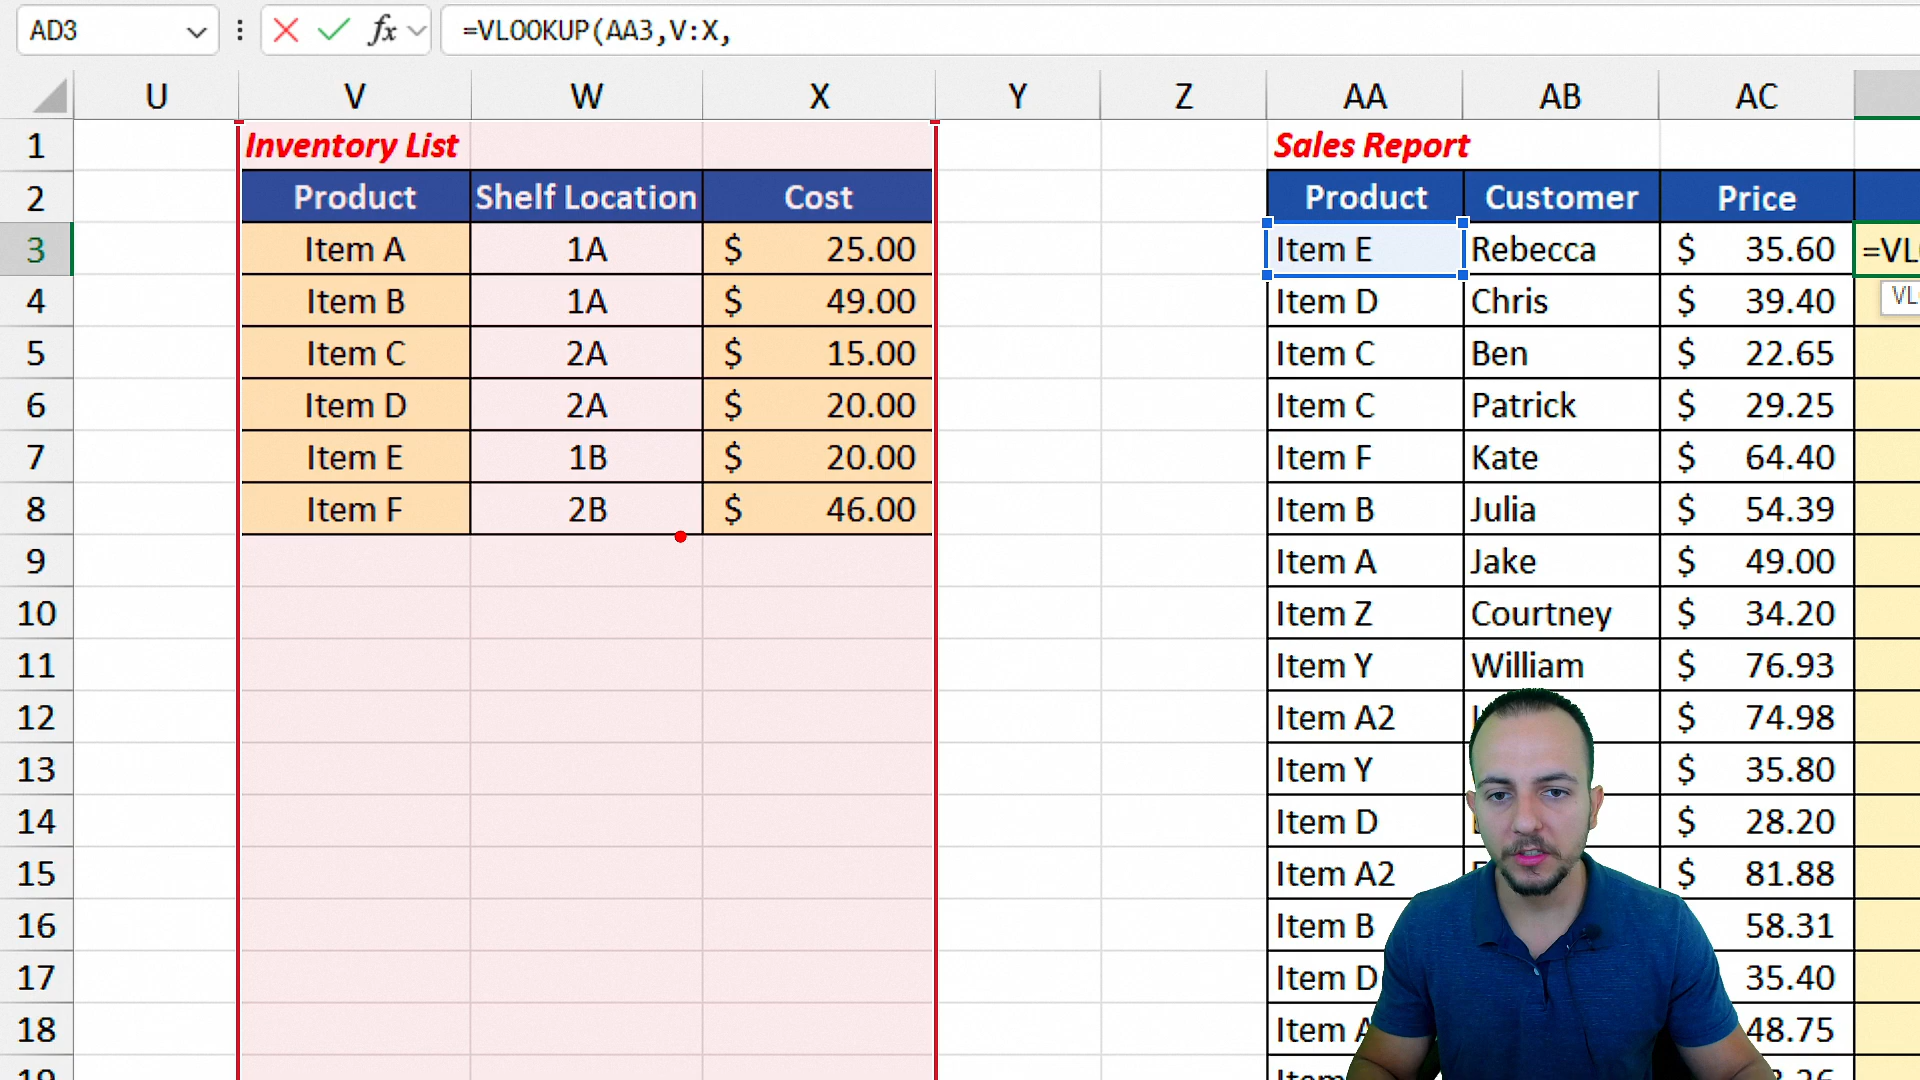 AD3 fx =VLOOKUP(AA3,V:X,
U V W X Y Z AA AB AC
1 Inventory List Sales Report
2 Product Shelf Location Cost Product Customer Price
3 Item A 1A $ 25.00 Item E Rebecca $ 35.60 =VL
4 Item B 1A $ 49.00 Item D Chris $ 39.40 VL
5 Item C 2A $ 15.00 Item C Ben $ 22.65
6 Item D 2A $ 20.00 Item C Patrick $ 29.25
7 Item E 1B $ 20.00 Item F Kate $ 64.40
8 Item F 2B $ 46.00 Item B Julia $ 54.39
9 Item A Jake $ 49.00
10 Item Z Courtney $ 34.20
11 Item Y William $ 76.93
12 Item A2 $ 74.98
13 Item Y $ 35.80
14 Item D $ 28.20
15 Item A2 $ 81.88
16 Item B 58.31
17 Item D 35.40
18 Item 48.75
19